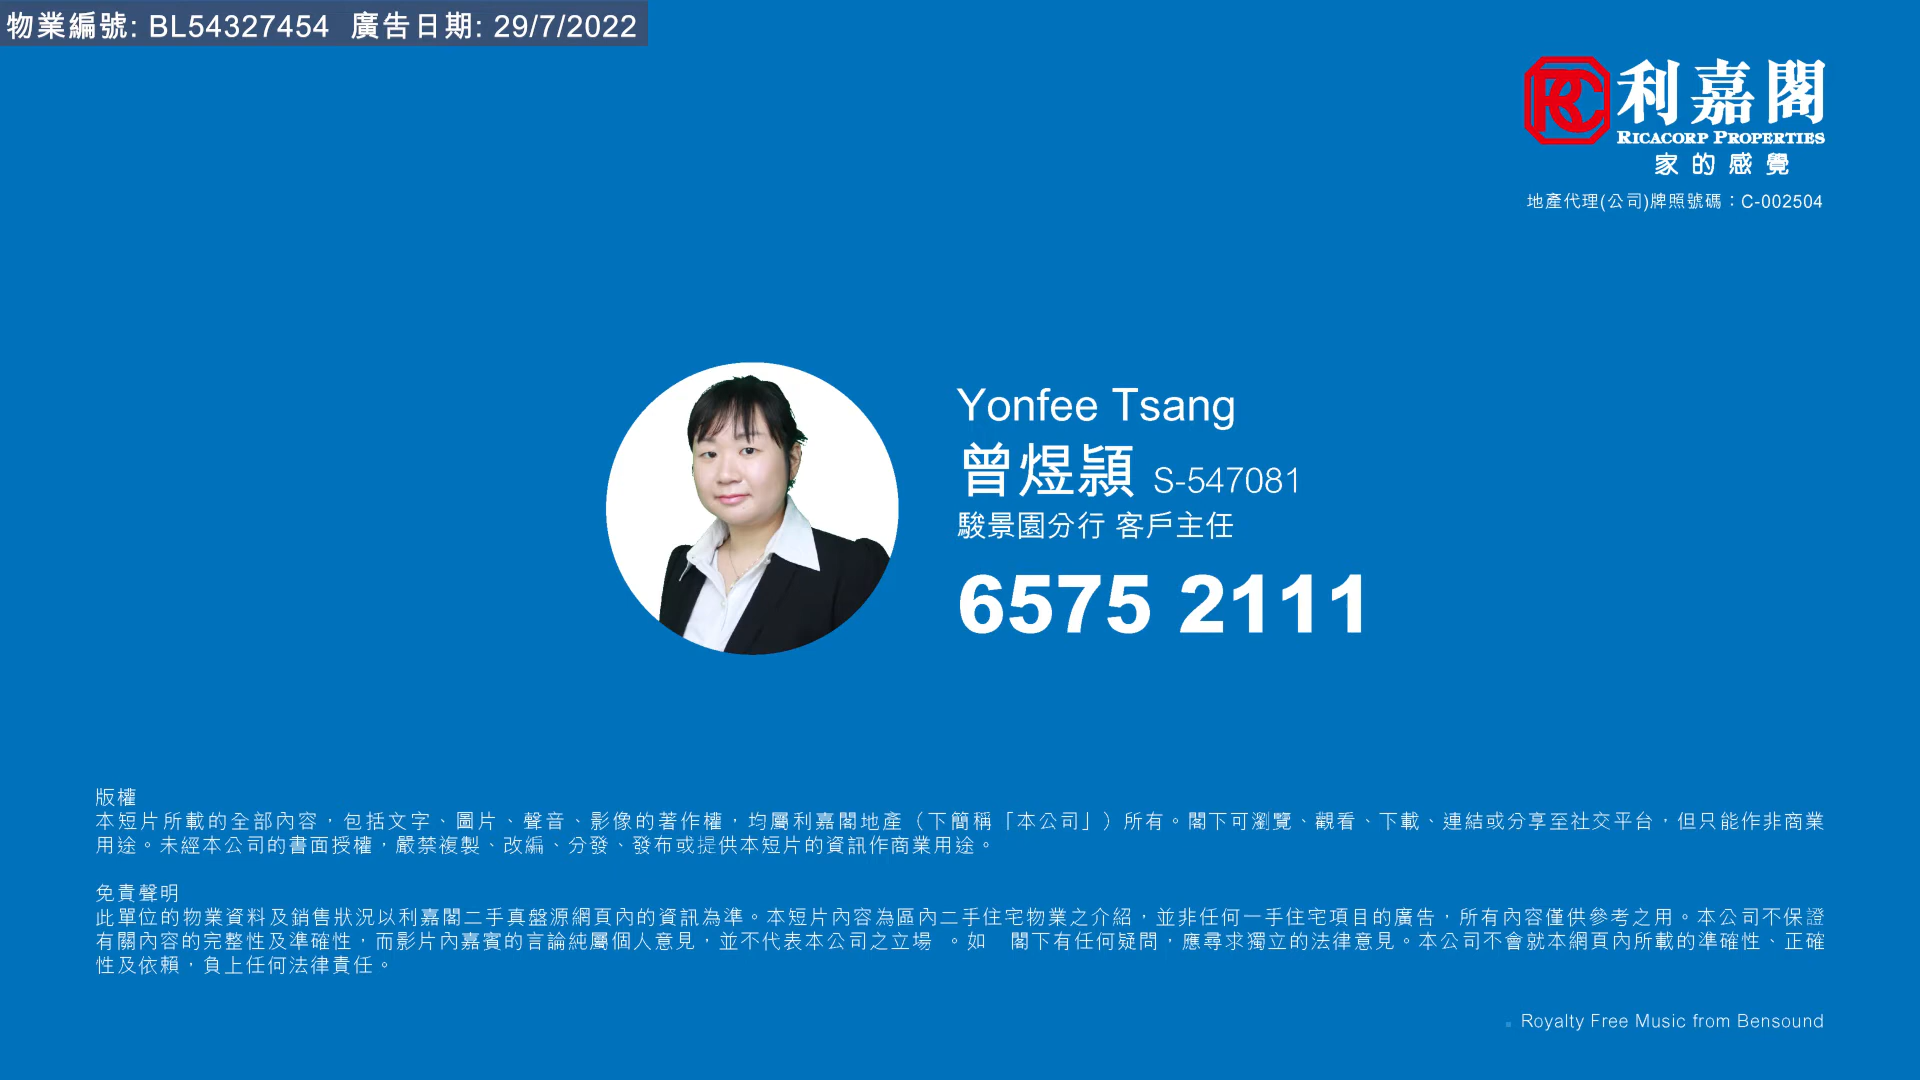 物業編號: BL54327454 廣告日期: 29/7/2022
RC 利嘉閣
RICACORP PROPERTIES
家的感覺
地產代理(公司)牌照號碼：C-002504
Yonfee Tsang
曾煜頴 S-547081
駿景園分行 客戶主任
6575 2111
版權
本短片所載的全部內容，包括文字、圖片、聲音、影像的著作權，均屬利嘉閣地產（下簡稱「本公司」）所有。閣下可瀏覽、觀看、下載、連結或分享至社交平台，但只能作非商業
用途。未經本公司的書面授權，嚴禁複製、改編、分發、發布或提供本短片的資訊作商業用途。
免責聲明
此單位的物業資料及銷售狀況以利嘉閣二手真盤源網頁內的資訊為準。本短片內容為區內二手住宅物業之介紹，並非任何一手住宅項目的廣告，所有內容僅供參考之用。本公司不保證
有關內容的完整性及準確性，而影片內嘉賓的言論純屬個人意見，並不代表本公司之立場 。如 閣下有任何疑問，應尋求獨立的法律意見。本公司不會就本網頁內所載的準確性、正確
性及依賴，負上任何法律責任。
Royalty Free Music from Bensound